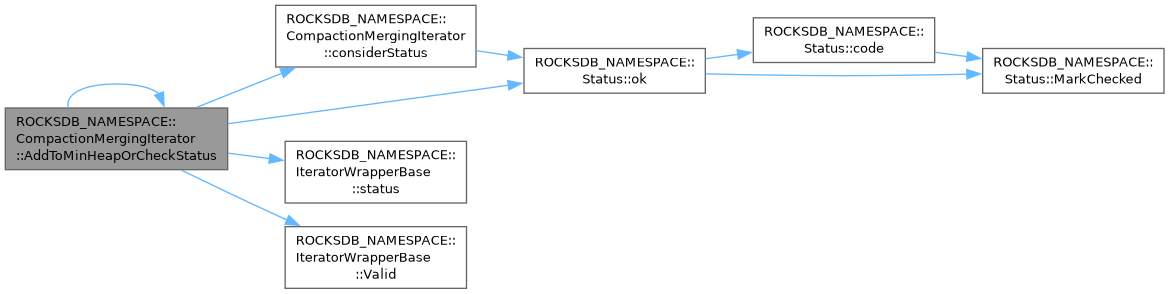 ROCKSDB_NAMESPACE::
CompactionMergingIterator
::AddToMinHeapOrCheckStatus
ROCKSDB_NAMESPACE::
CompactionMergingIterator
::considerStatus
ROCKSDB_NAMESPACE::
Status::ok
ROCKSDB_NAMESPACE::
Status::code
ROCKSDB_NAMESPACE::
Status::MarkChecked
ROCKSDB_NAMESPACE::
IteratorWrapperBase
::status
ROCKSDB_NAMESPACE::
IteratorWrapperBase
::Valid